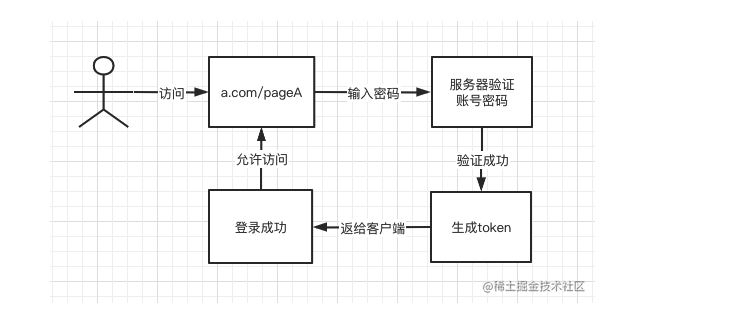 访问
a.com/pageA
输入密码
服务器验证
账号密码
验证成功
生成token
返给客户端
登录成功
允许访问
@稀土掘金技术社区